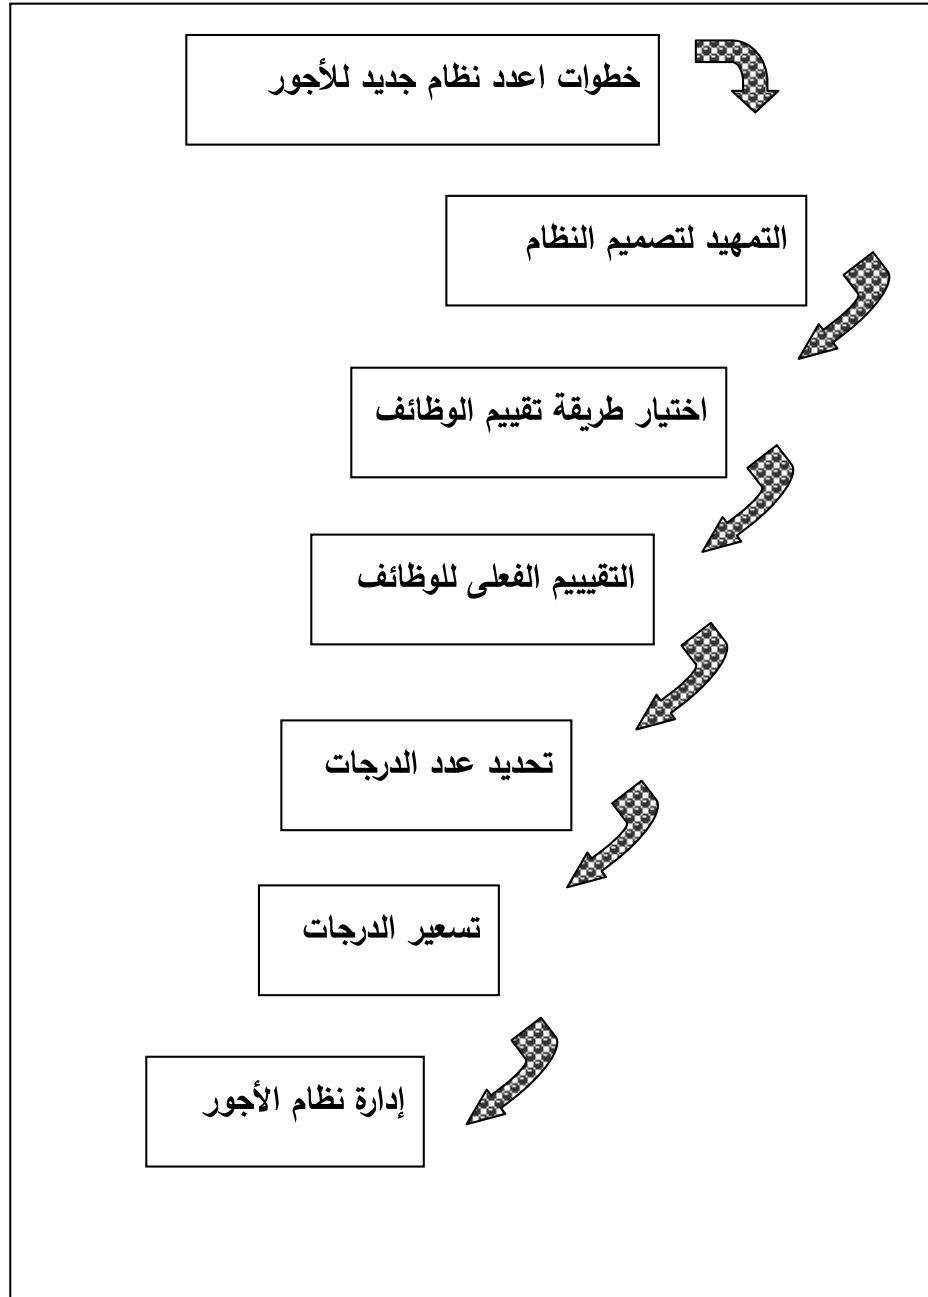 خطوات اعدد نظام جديد للأجور
التمهيد لتصميم النظام
اختيار طريقة تقييم الوظائف
التقيييم الفعلى للوظائف
تحديد عدد الدرجات
تسعير الدرجات
إدارة نظام الأجور